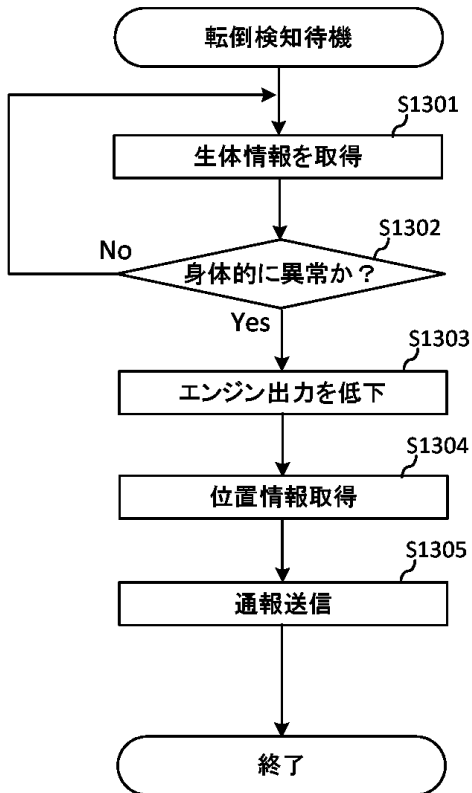 転倒検知待機
S1301
生体情報を取得
S1302
No
身体的に異常か?
Yes
S1303
エンジン出力を低下
S1304
位置情報取得
S1305
通報送信
終了